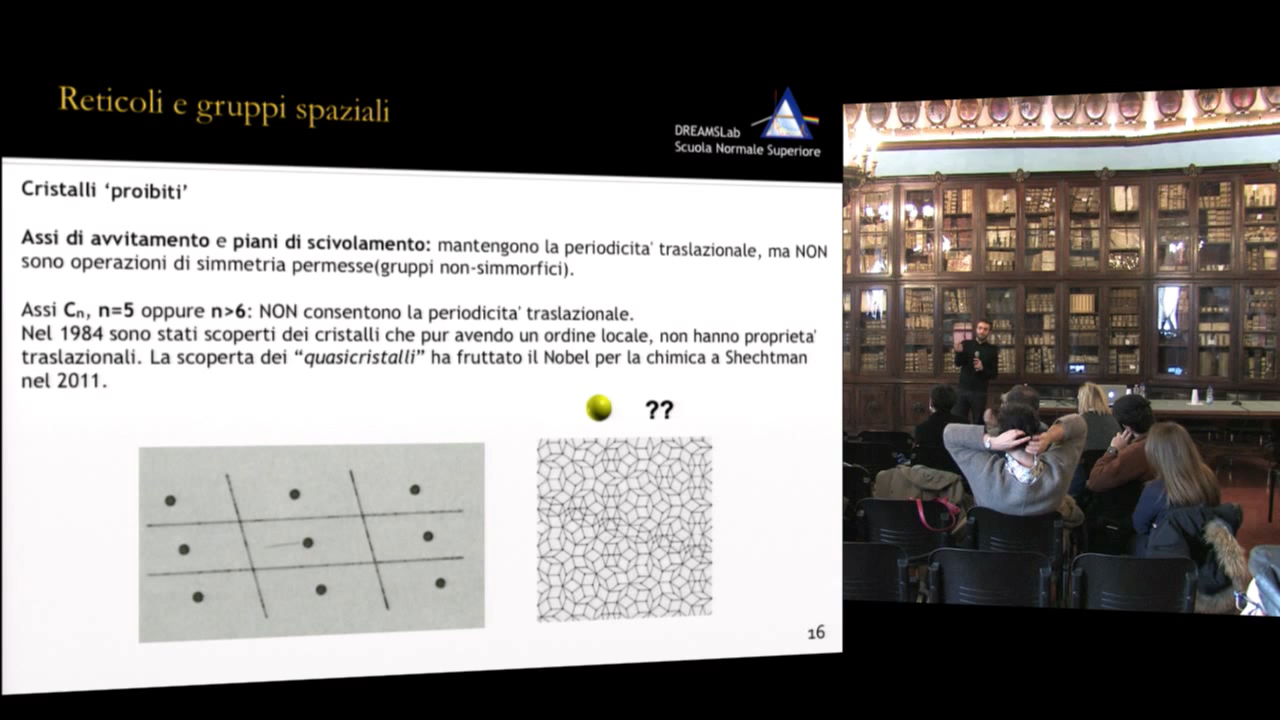 Reticoli e gruppi spaziali
DREAMSLab
Scuola Normale Superiore
Cristalli ‘proibiti’
Assi di avvitamento e piani di scivolamento: mantengono la periodicita' traslazionale, ma NON
sono operazioni di simmetria permesse(gruppi non-simmorfici).
Assi Cₙ, n=5 oppure n>6: NON consentono la periodicita' traslazionale.
Nel 1984 sono stati scoperti dei cristalli che pur avendo un ordine locale, non hanno proprieta'
traslazionali. La scoperta dei “quasicristalli” ha fruttato il Nobel per la chimica a Shechtman
nel 2011.
??
16